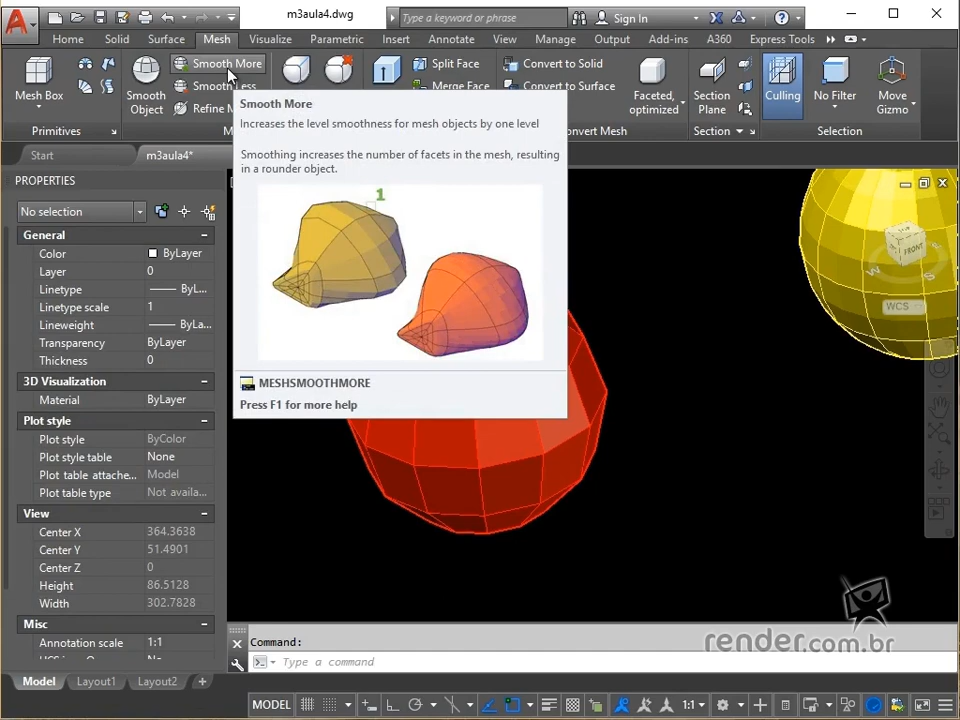 m3aula4.dwg
Type a keyword or phrase
Sign In
Home Solid Surface Mesh Visualize Parametric Insert Annotate View Manage Output Add-ins A360 Express Tools
Mesh Box
Primitives
Smooth Object
Smooth More
Smooth Less
Refine M
M
Split Face
Merge Face
Convert to Solid
Convert to Surface
Faceted, optimized
Convert Mesh
Section Plane
Section
Culling
No Filter
Move Gizmo
Selection
Start
m3aula4*
Smooth More
Increases the level smoothness for mesh objects by one level
Smoothing increases the number of facets in the mesh, resulting
in a rounder object.
1
MESHSMOOTHMORE
Press F1 for more help
PROPERTIES
No selection
General
Color ByLayer
Layer 0
Linetype ByL...
Linetype scale 1
Lineweight ByLa...
Transparency ByLayer
Thickness 0
3D Visualization
Material ByLayer
Plot style
Plot style ByColor
Plot style table None
Plot table attache... Model
Plot table type Not availa...
View
Center X 364.3638
Center Y 51.4901
Center Z 0
Height 86.5128
Width 302.7828
Misc
Annotation scale 1:1
FRONT
W
S
WCS
Command:
Type a command
render.com.br
Model Layout1 Layout2 +
MODEL
1:1